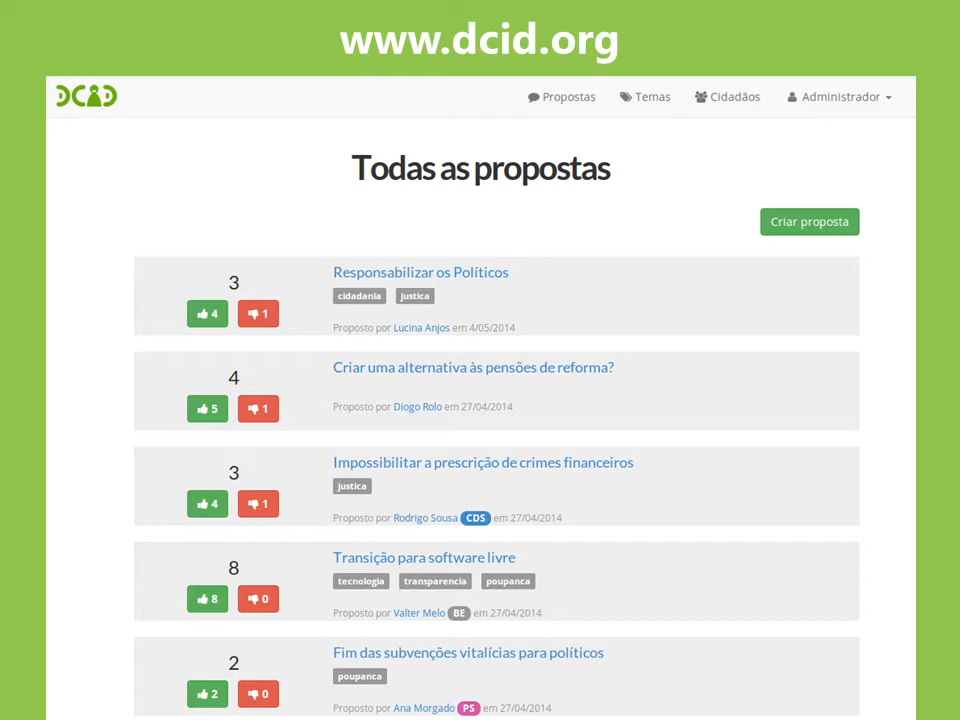 www.dcid.org
DCID
Propostas Temas Cidadãos Administrador
Todas as propostas
Criar proposta
3
4 1
Responsabilizar os Políticos
cidadania justica
Proposto por Lucina Anjos em 4/05/2014
4
5 1
Criar uma alternativa às pensões de reforma?
Proposto por Diogo Rolo em 27/04/2014
3
4 1
Impossibilitar a prescrição de crimes financeiros
justica
Proposto por Rodrigo Sousa CDS em 27/04/2014
8
8 0
Transição para software livre
tecnologia transparencia poupanca
Proposto por Valter Melo BE em 27/04/2014
2
2 0
Fim das subvenções vitalícias para políticos
poupanca
Proposto por Ana Morgado PS em 27/04/2014